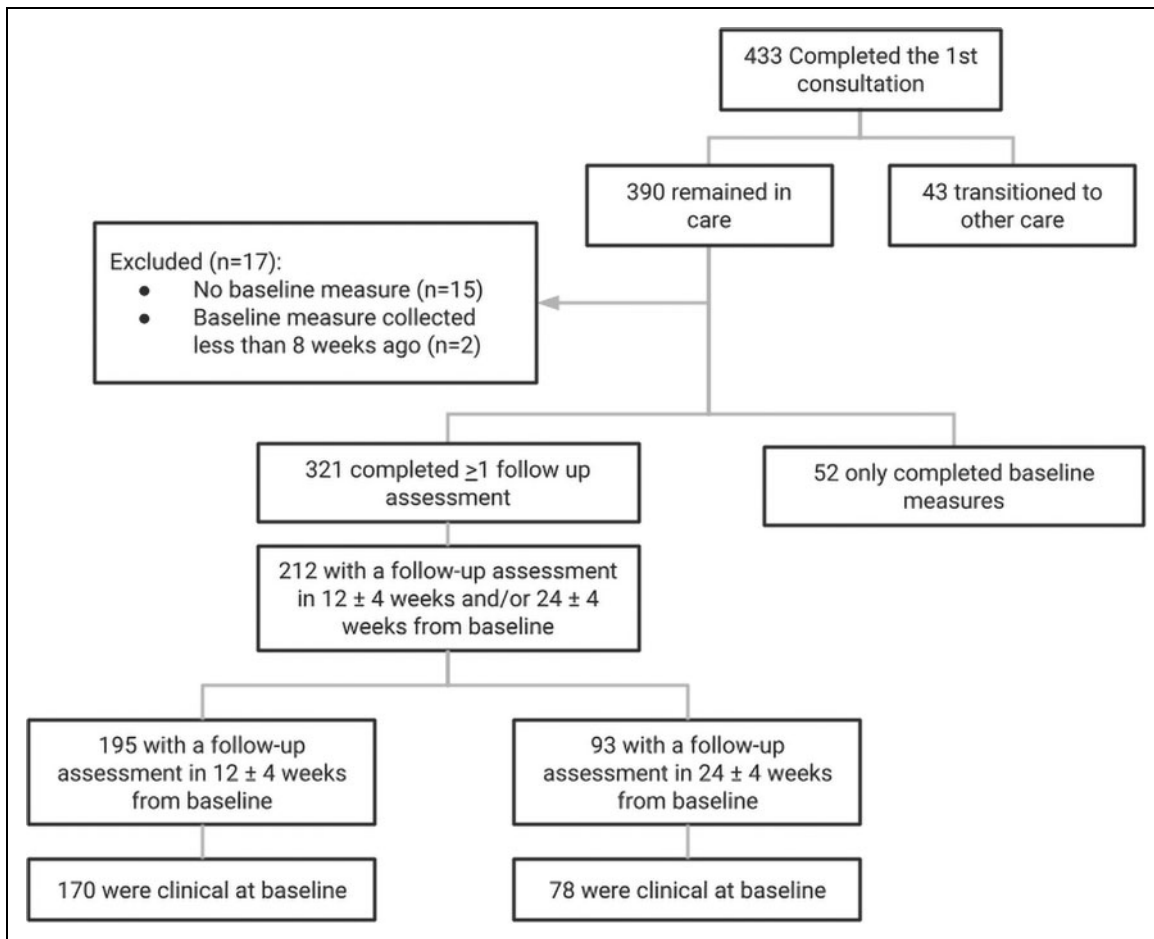 433 Completed the 1st
consultation
390 remained in
care
43 transitioned to
other care
Excluded (n=17):
● No baseline measure (n=15)
● Baseline measure collected
less than 8 weeks ago (n=2)
321 completed ≥1 follow up
assessment
52 only completed baseline
measures
212 with a follow-up assessment
in 12 ± 4 weeks and/or 24 ± 4
weeks from baseline
195 with a follow-up
assessment in 12 ± 4 weeks
from baseline
93 with a follow-up
assessment in 24 ± 4 weeks
from baseline
170 were clinical at baseline
78 were clinical at baseline